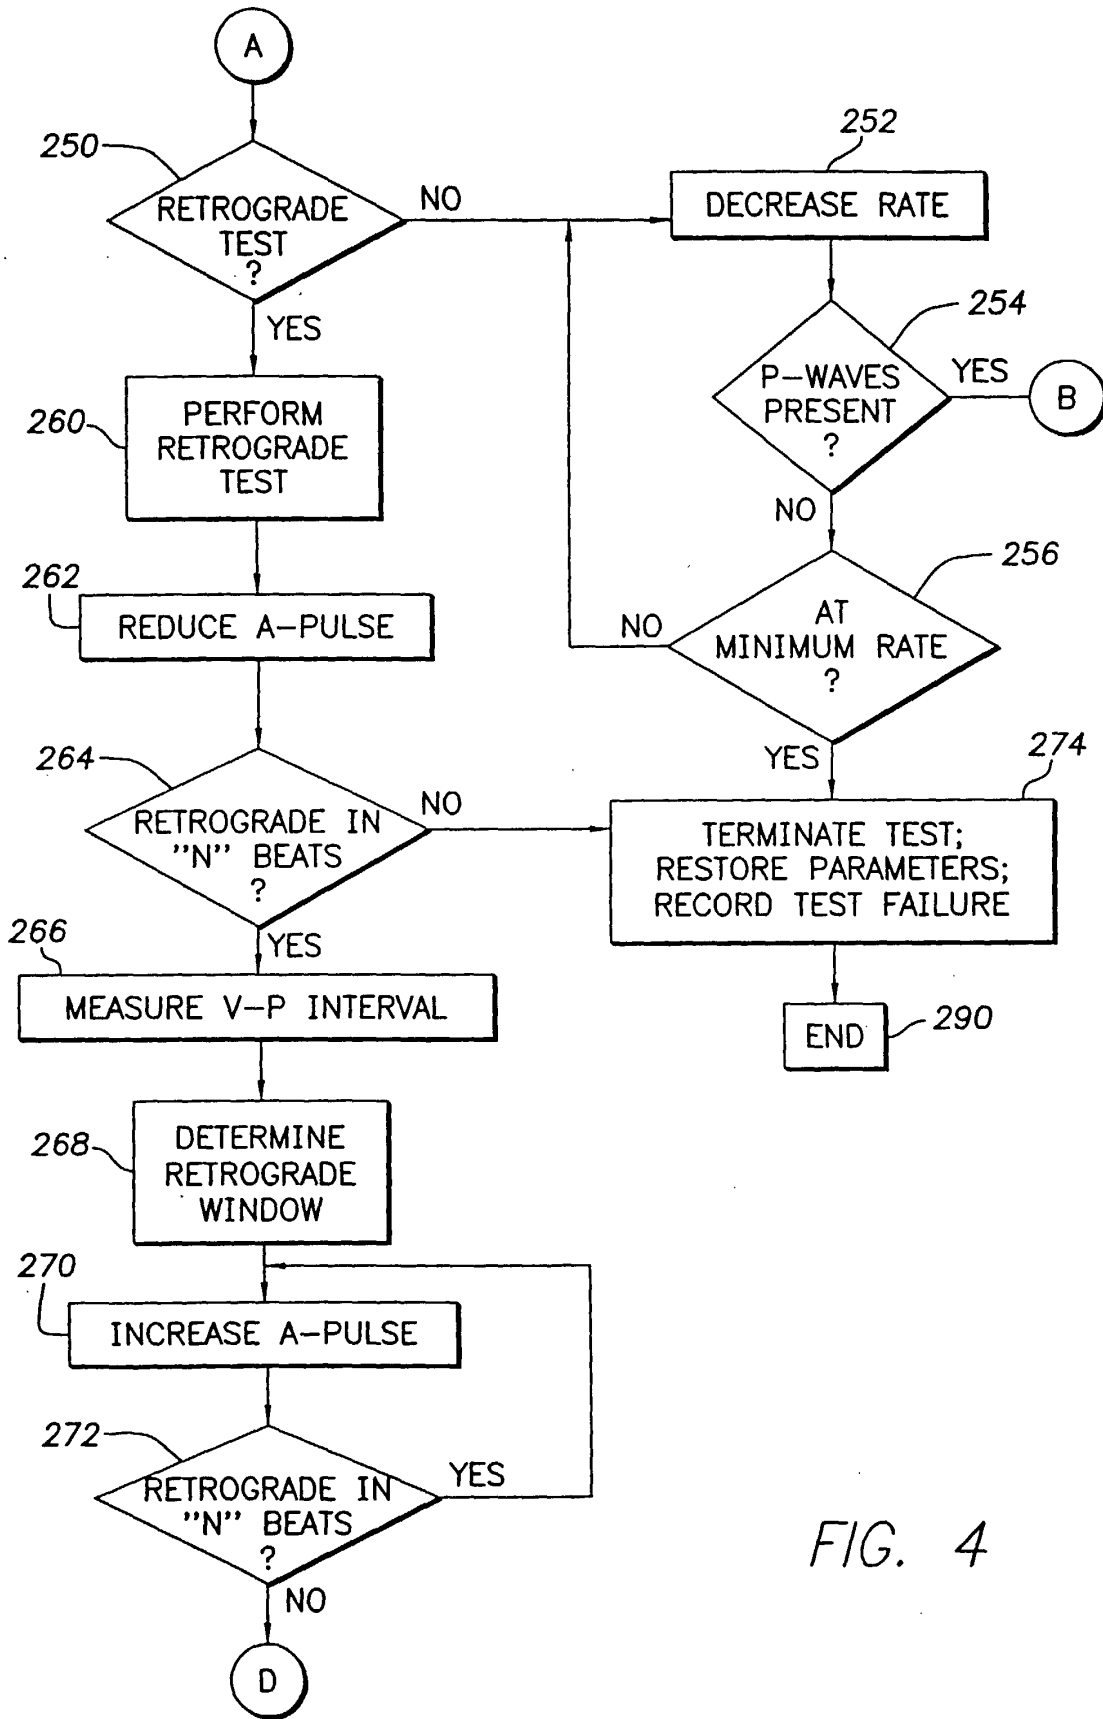 A
250
RETROGRADE
TEST
?
NO
YES
252
DECREASE RATE
254
P-WAVES
PRESENT
?
YES
B
NO
260
PERFORM
RETROGRADE
TEST
256
AT
MINIMUM RATE
?
NO
YES
262
REDUCE A-PULSE
264
RETROGRADE IN
"N" BEATS
?
NO
YES
274
TERMINATE TEST;
RESTORE PARAMETERS;
RECORD TEST FAILURE
END
290
266
MEASURE V-P INTERVAL
268
DETERMINE
RETROGRADE
WINDOW
270
INCREASE A-PULSE
272
RETROGRADE IN
"N" BEATS
?
YES
NO
D
FIG. 4